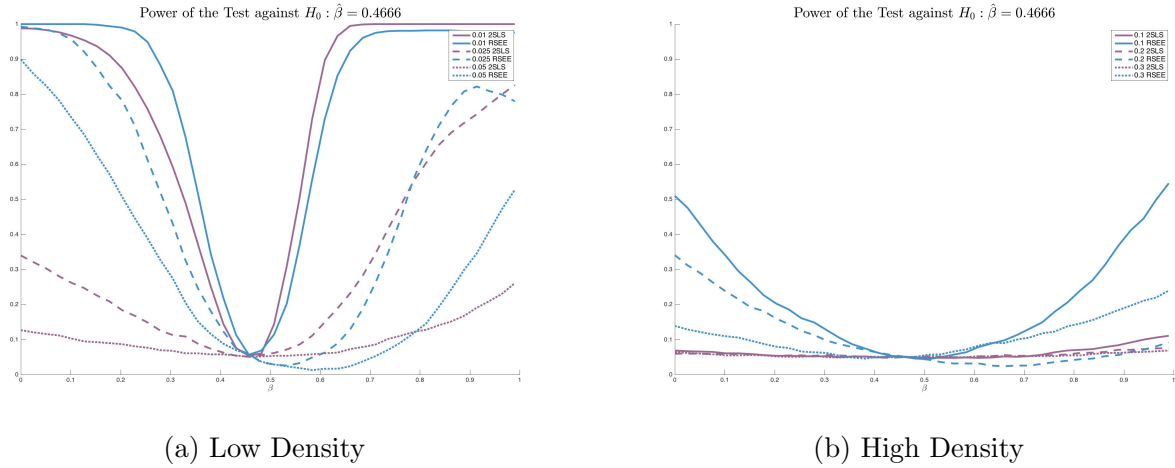 Power of the Test against H₀ : β̂ = 0.4666
1
0.9
0.8
0.7
0.6
0.5
0.4
0.3
0.2
0.1
0
0 0.1 0.2 0.3 0.4 0.5 0.6 0.7 0.8 0.9 1
β
0.01 2SLS
0.01 RSEE
0.025 2SLS
0.025 RSEE
0.05 2SLS
0.05 RSEE
(a) Low Density
Power of the Test against H₀ : β̂ = 0.4666
1
0.9
0.8
0.7
0.6
0.5
0.4
0.3
0.2
0.1
0
0 0.1 0.2 0.3 0.4 0.5 0.6 0.7 0.8 0.9 1
β
0.1 2SLS
0.1 RSEE
0.2 2SLS
0.2 RSEE
0.3 2SLS
0.3 RSEE
(b) High Density